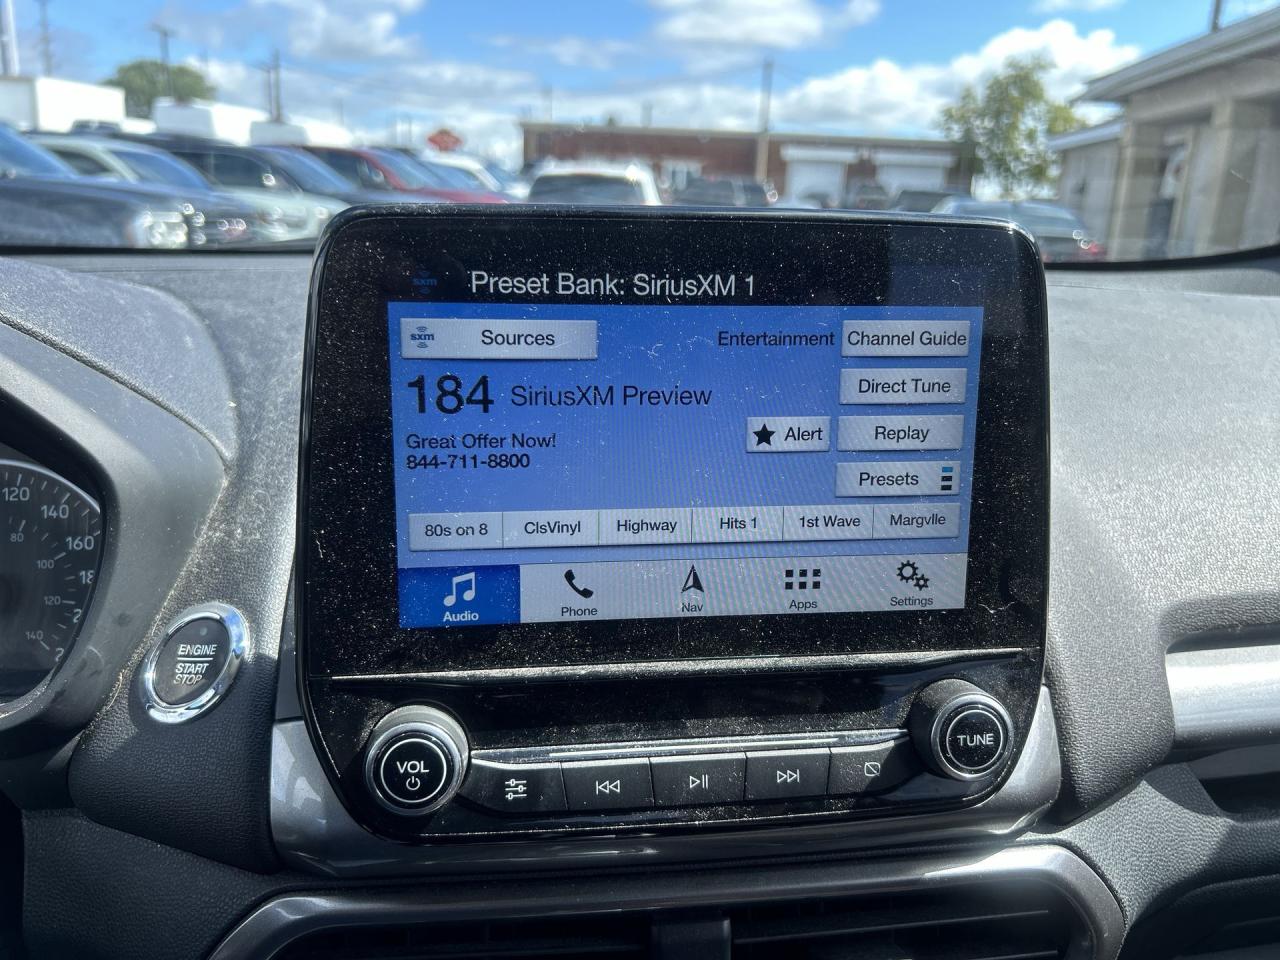 sxm
Preset Bank: SiriusXM 1
sxm Sources
Entertainment
Channel Guide
184 SiriusXM Preview
Direct Tune
Great Offer Now!
844-711-8800
Alert
Replay
Presets
80s on 8
ClsVinyl
Highway
Hits 1
1st Wave
Margvlle
Audio
Phone
Nav
Apps
Settings
120
140
160
80
100
120
140
ENGINE
START
STOP
VOL
TUNE